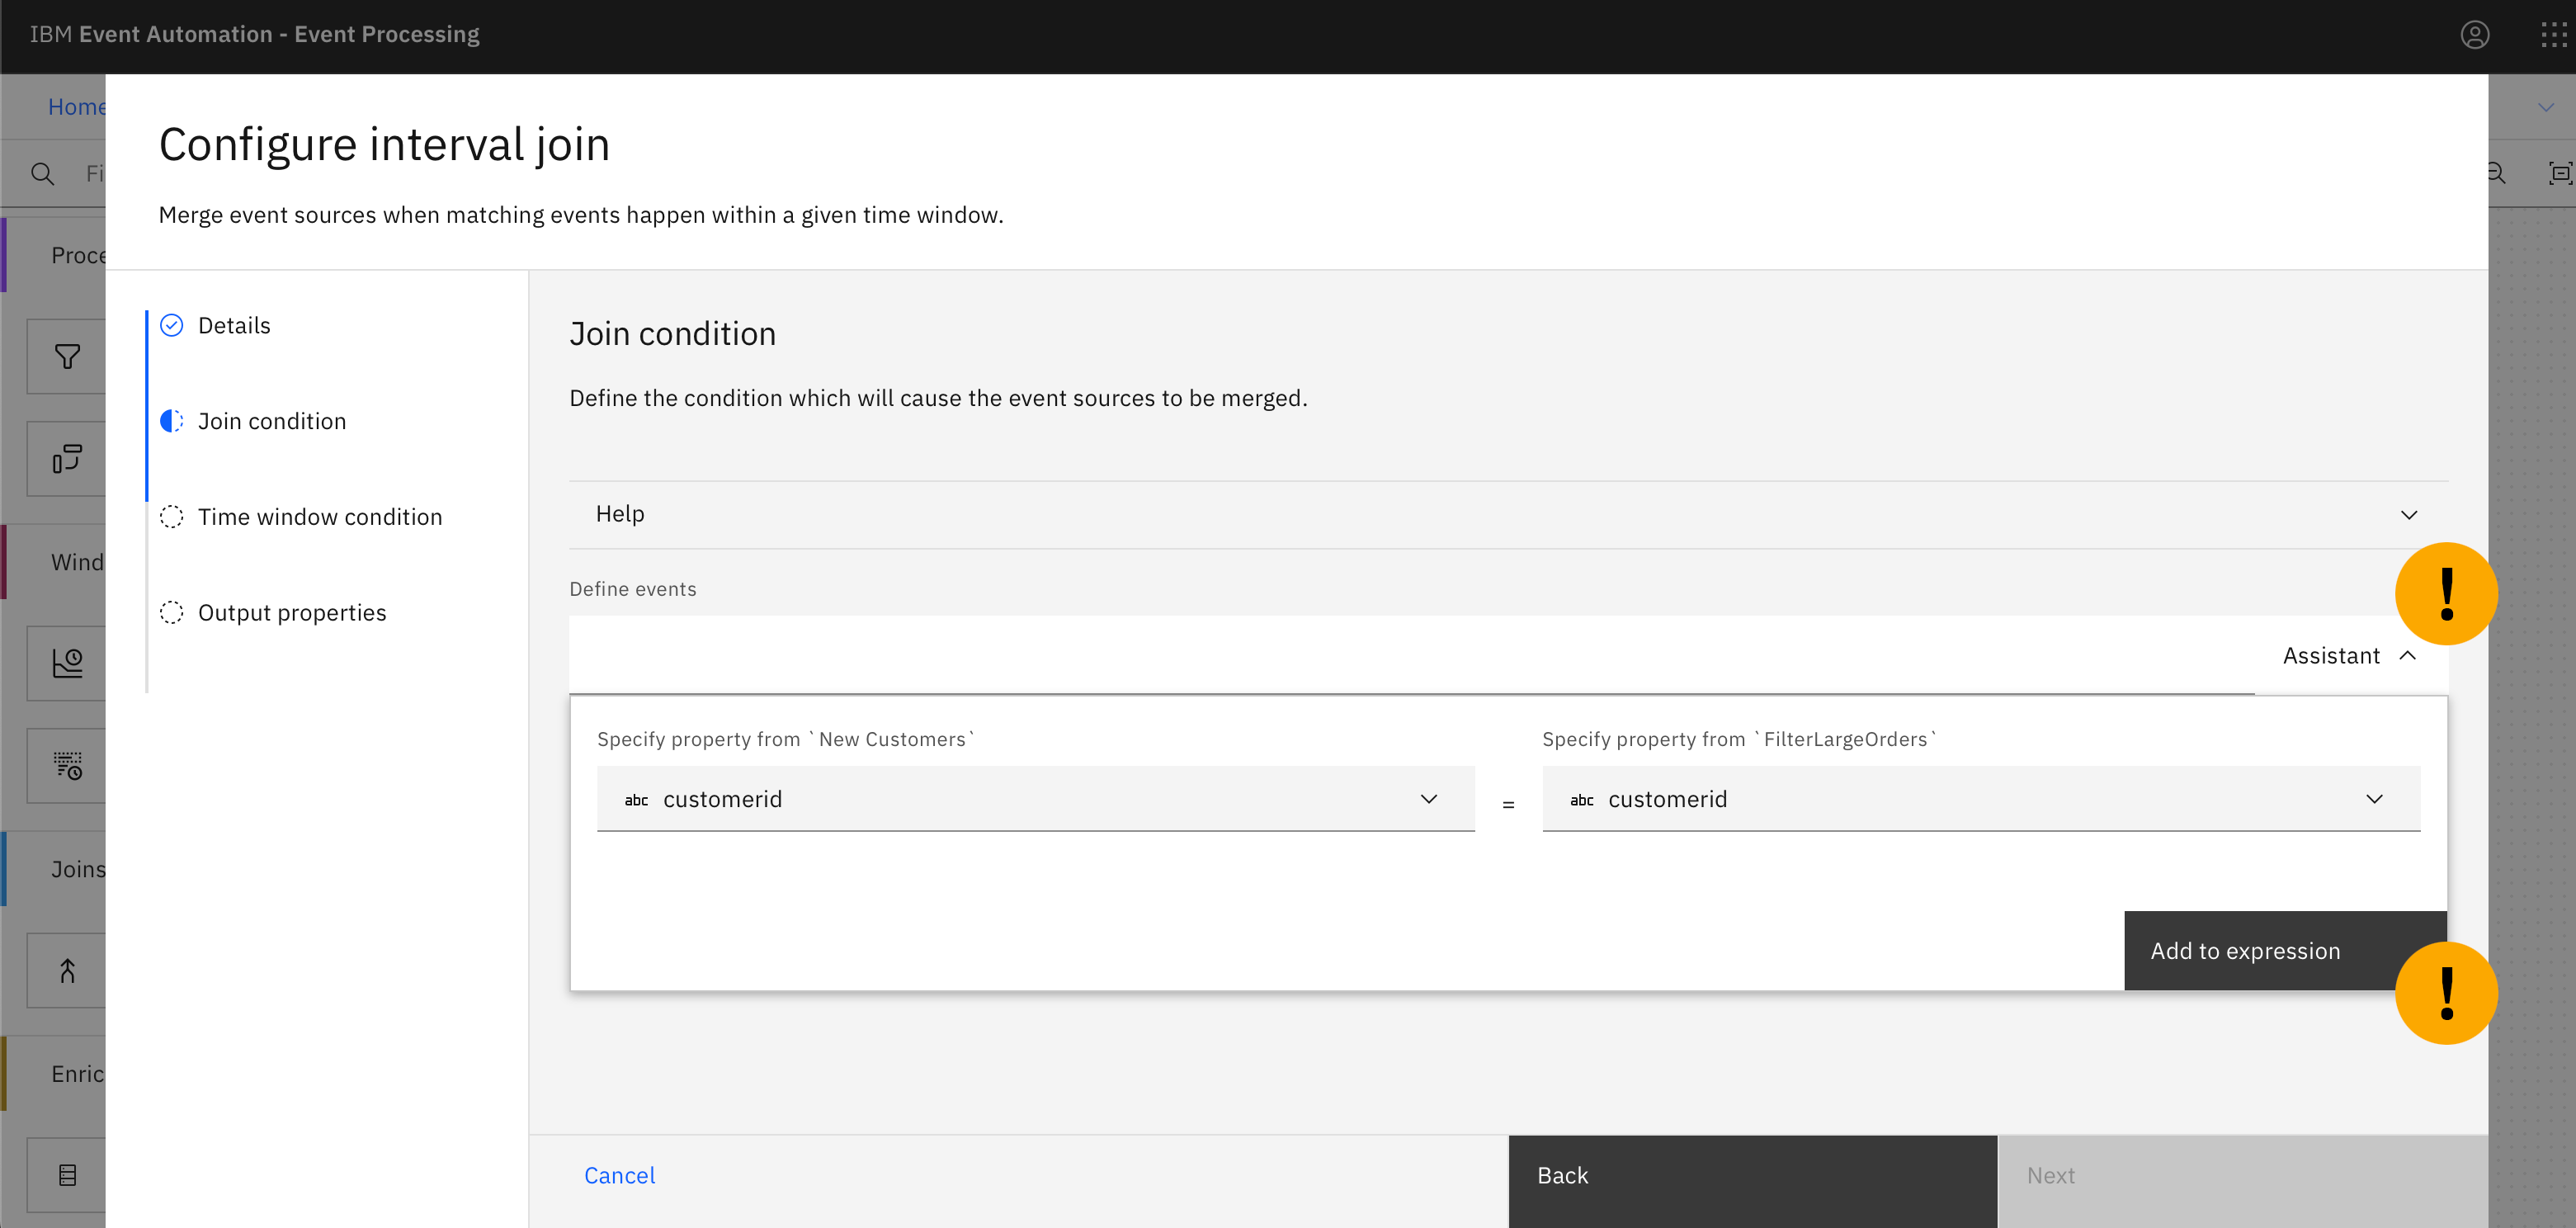 IBM Event Automation - Event Processing
Home
Fi
Configure interval join
Merge event sources when matching events happen within a given time window.
Proce
Wind
Joins
Enric
Details
Join condition
Time window condition
Output properties
Join condition
Define the condition which will cause the event sources to be merged.
Help
Define events
!
Assistant
Specify property from `New Customers`
Specify property from `FilterLargeOrders`
abc customerid
=
abc customerid
Add to expression
!
Cancel
Back
Next